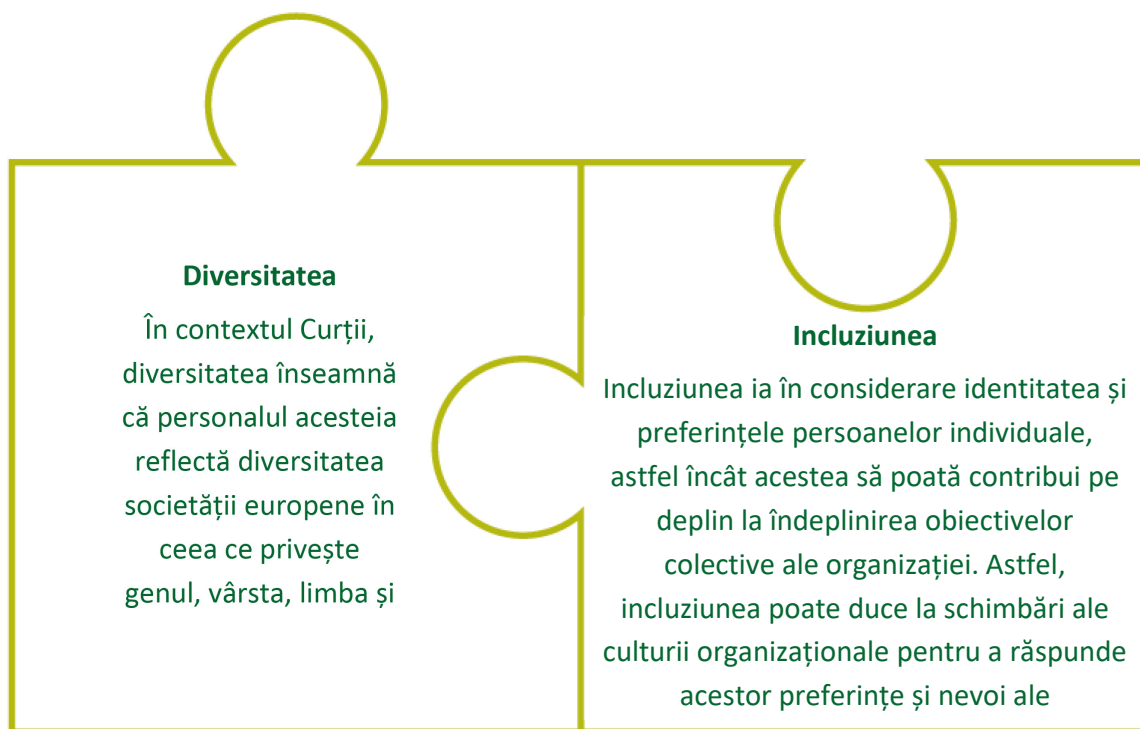 Diversitatea
În contextul Curții,
diversitatea înseamnă
că personalul acesteia
reflectă diversitatea
societății europene în
ceea ce privește
genul, vârsta, limba și
Incluziunea
Incluziunea ia în considerare identitatea și
preferințele persoanelor individuale,
astfel încât acestea să poată contribui pe
deplin la îndeplinirea obiectivelor
colective ale organizației. Astfel,
incluziunea poate duce la schimbări ale
culturii organizaționale pentru a răspunde
acestor preferințe și nevoi ale